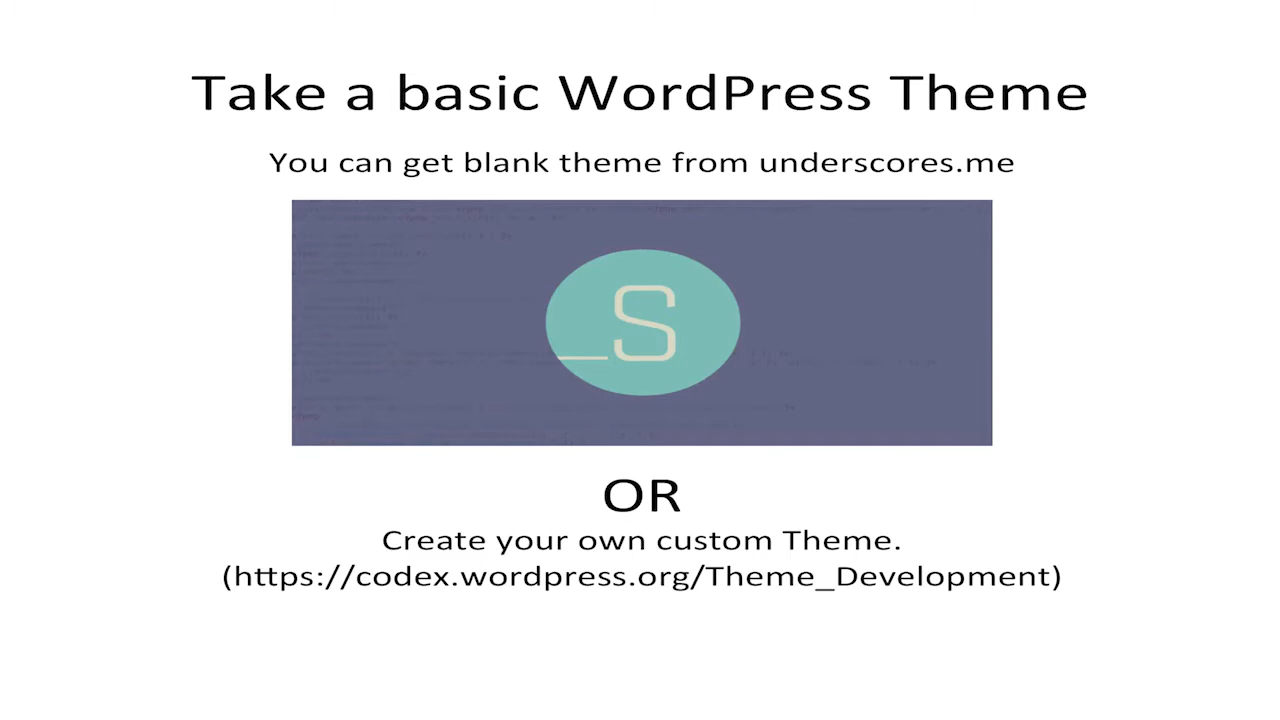 Take a basic WordPress Theme
You can get blank theme from underscores.me
_S
OR
Create your own custom Theme.
(https://codex.wordpress.org/Theme_Development)